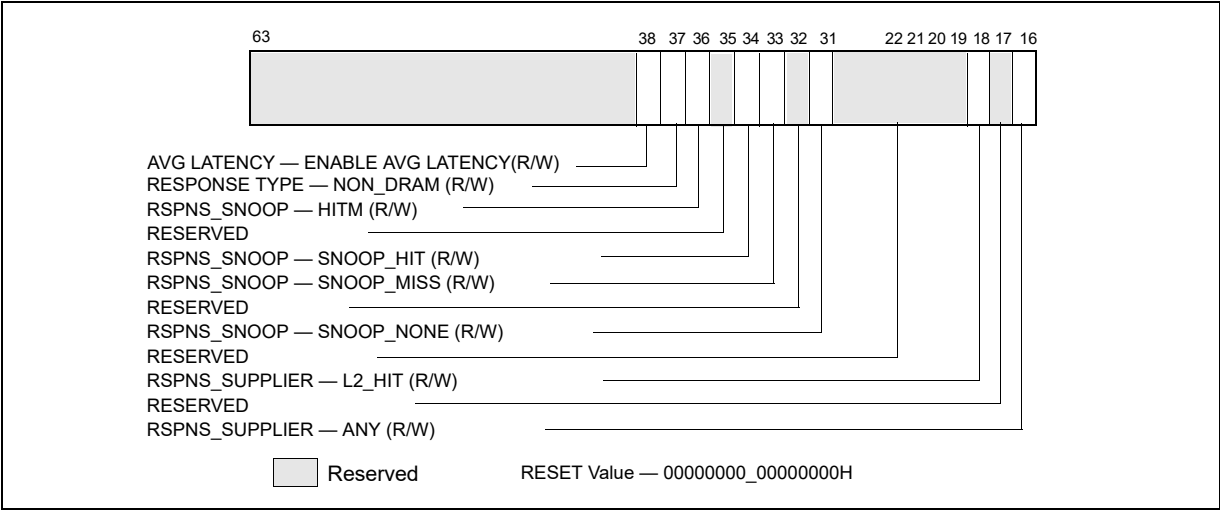 63 38 37 36 35 34 33 32 31 22 21 20 19 18 17 16
AVG LATENCY — ENABLE AVG LATENCY(R/W)
RESPONSE TYPE — NON_DRAM (R/W)
RSPNS_SNOOP — HITM (R/W)
RESERVED
RSPNS_SNOOP — SNOOP_HIT (R/W)
RSPNS_SNOOP — SNOOP_MISS (R/W)
RESERVED
RSPNS_SNOOP — SNOOP_NONE (R/W)
RESERVED
RSPNS_SUPPLIER — L2_HIT (R/W)
RESERVED
RSPNS_SUPPLIER — ANY (R/W)
Reserved RESET Value — 00000000_00000000H